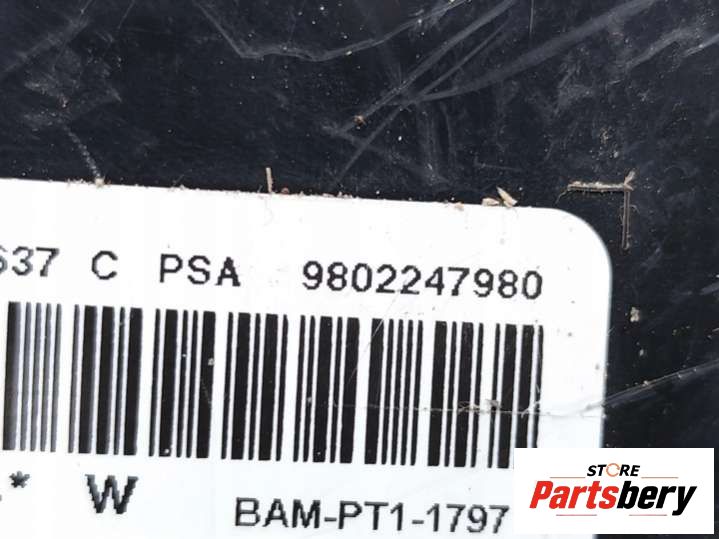 637 C PSA 9802247980
* W
BAM-PT1-1797
STORE
Partsbery